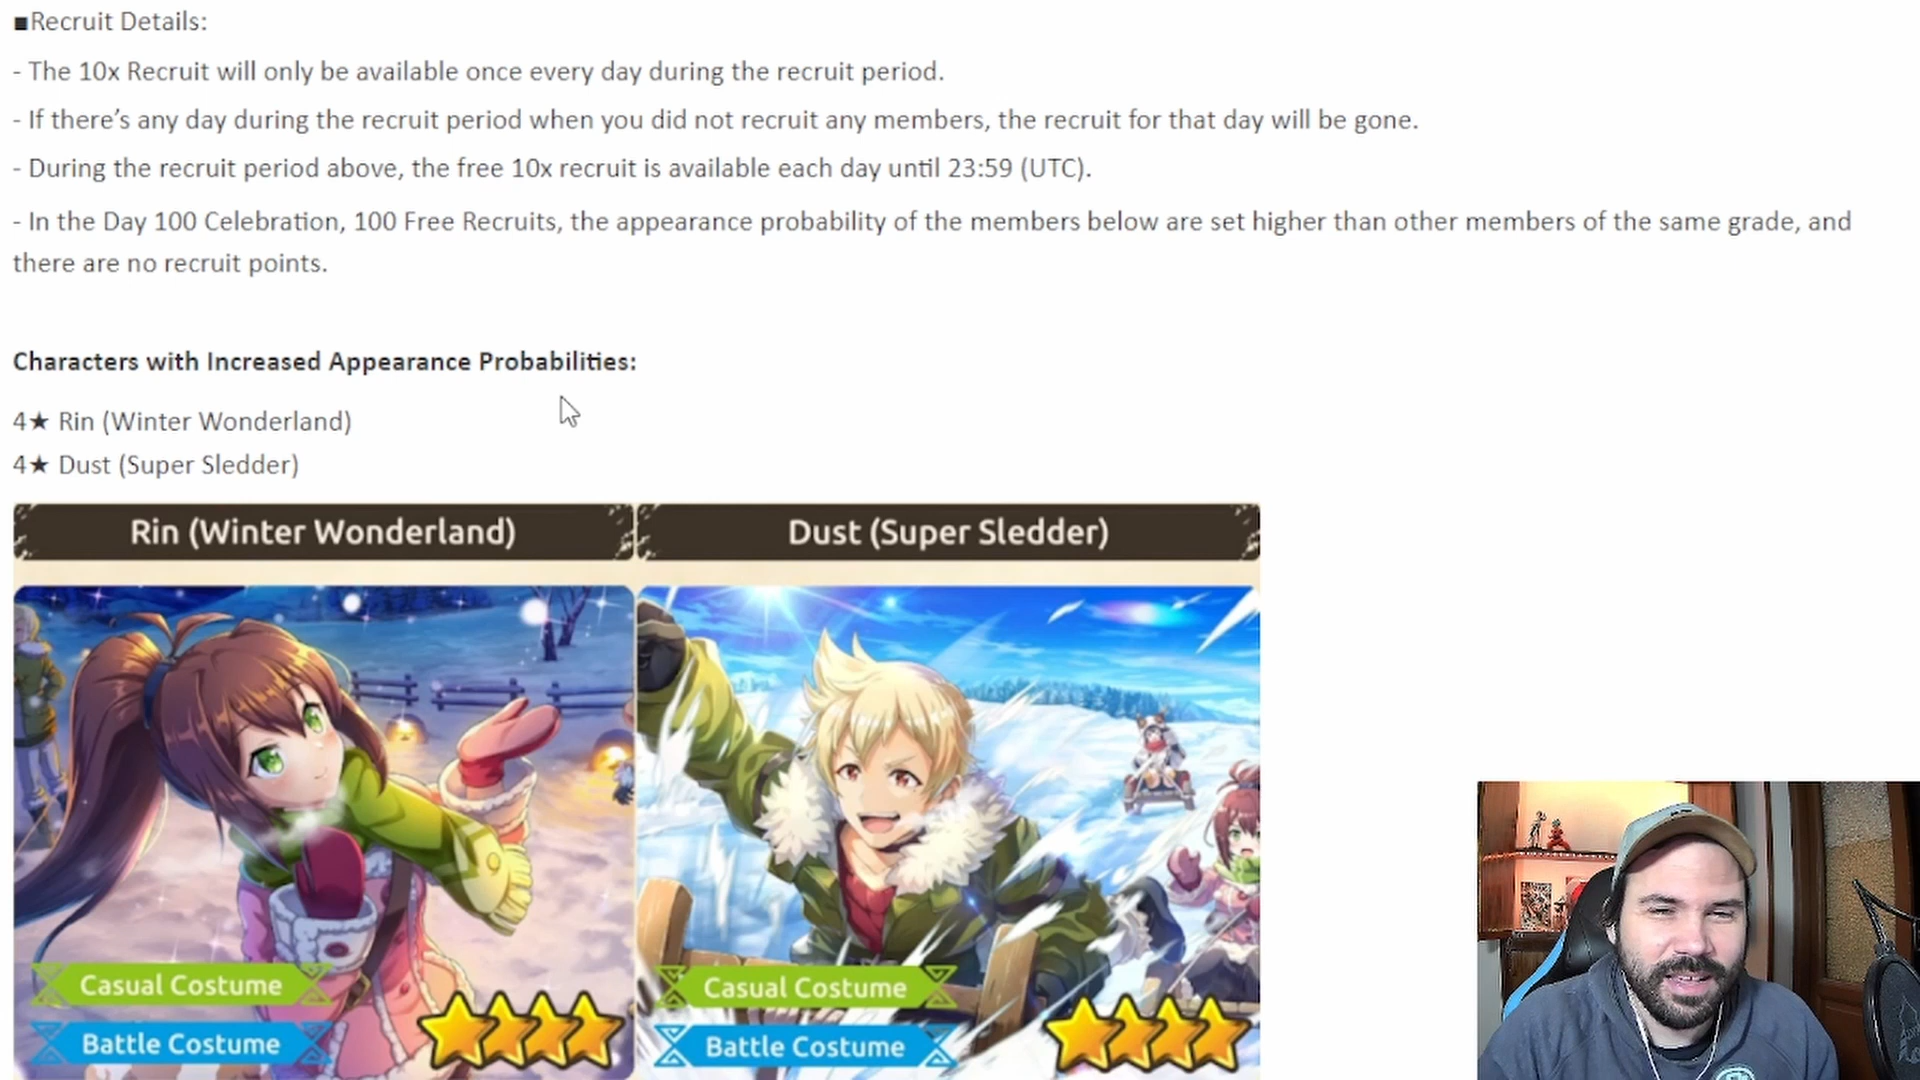 ■Recruit Details:
- The 10x Recruit will only be available once every day during the recruit period.
- If there’s any day during the recruit period when you did not recruit any members, the recruit for that day will be gone.
- During the recruit period above, the free 10x recruit is available each day until 23:59 (UTC).
- In the Day 100 Celebration, 100 Free Recruits, the appearance probability of the members below are set higher than other members of the same grade, and
there are no recruit points.
Characters with Increased Appearance Probabilities:
4★ Rin (Winter Wonderland)
4★ Dust (Super Sledder)
Rin (Winter Wonderland)
Dust (Super Sledder)
Casual Costume
Battle Costume
Casual Costume
Battle Costume